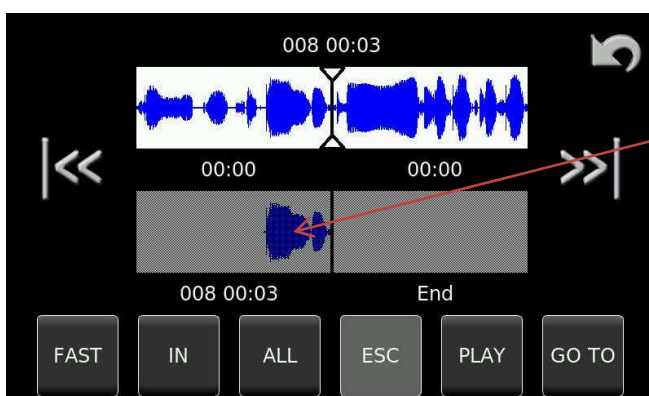 008 00:03
|<<
>>|
00:00 00:00
008 00:03 End
FAST IN ALL ESC PLAY GO TO